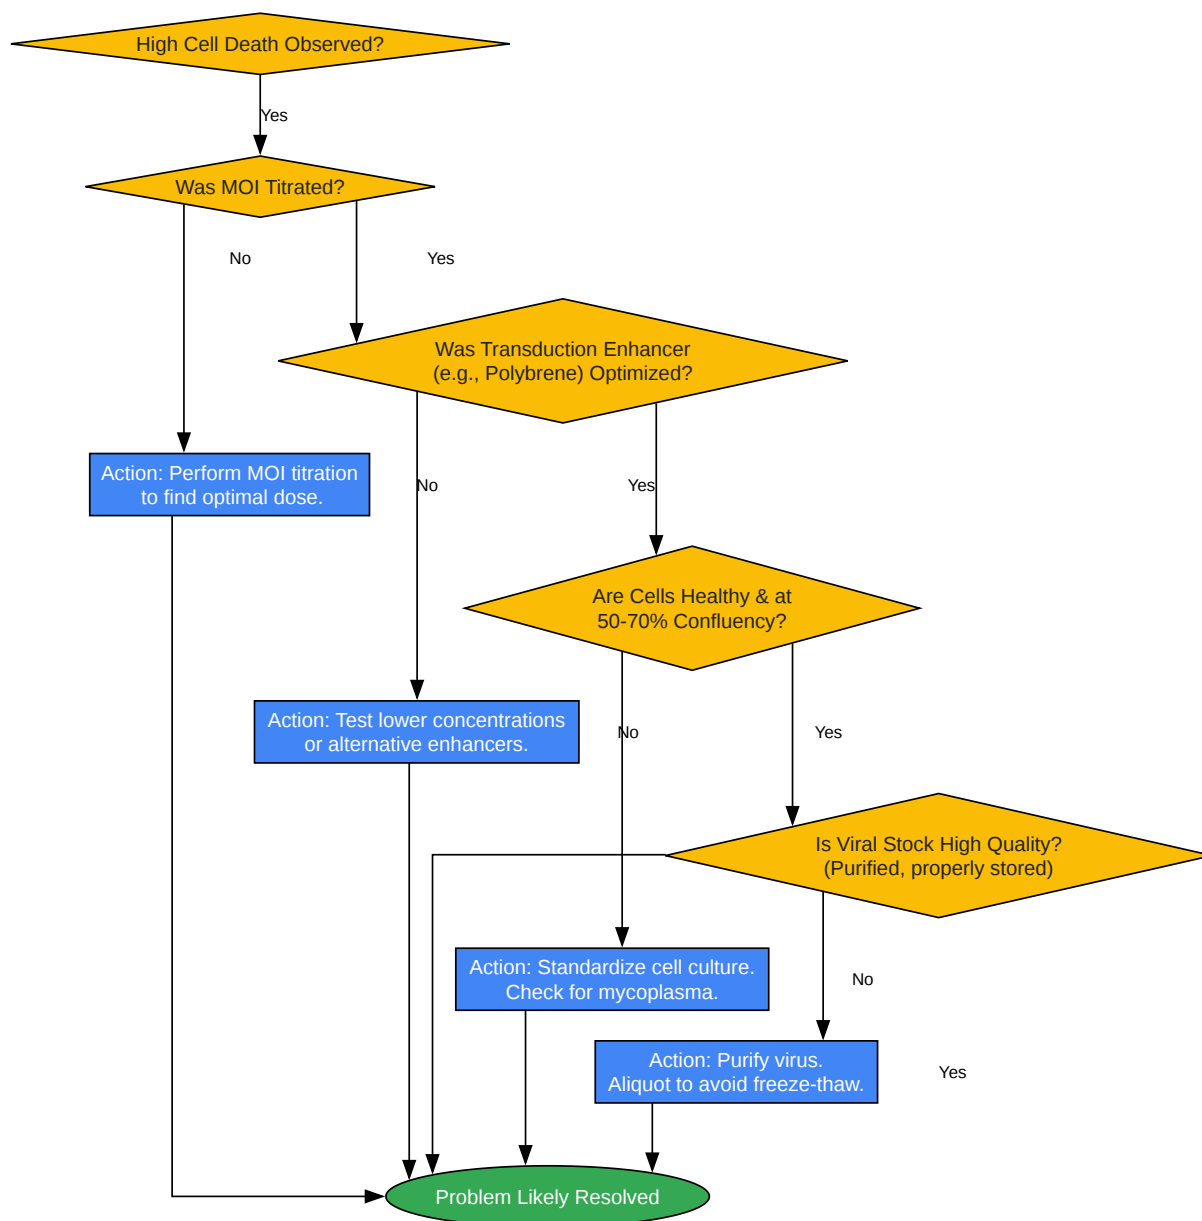 High Cell Death Observed?
Yes
Was MOI Titrated?
No
Yes
Was Transduction Enhancer
(e.g., Polybrene) Optimized?
Action: Perform MOI titration
to find optimal dose.
No
Yes
Are Cells Healthy & at
50-70% Confluency?
Action: Test lower concentrations
or alternative enhancers.
No
Yes
Is Viral Stock High Quality?
(Purified, properly stored)
Action: Standardize cell culture.
Check for mycoplasma.
No
Action: Purify virus.
Aliquot to avoid freeze-thaw.
Yes
Problem Likely Resolved